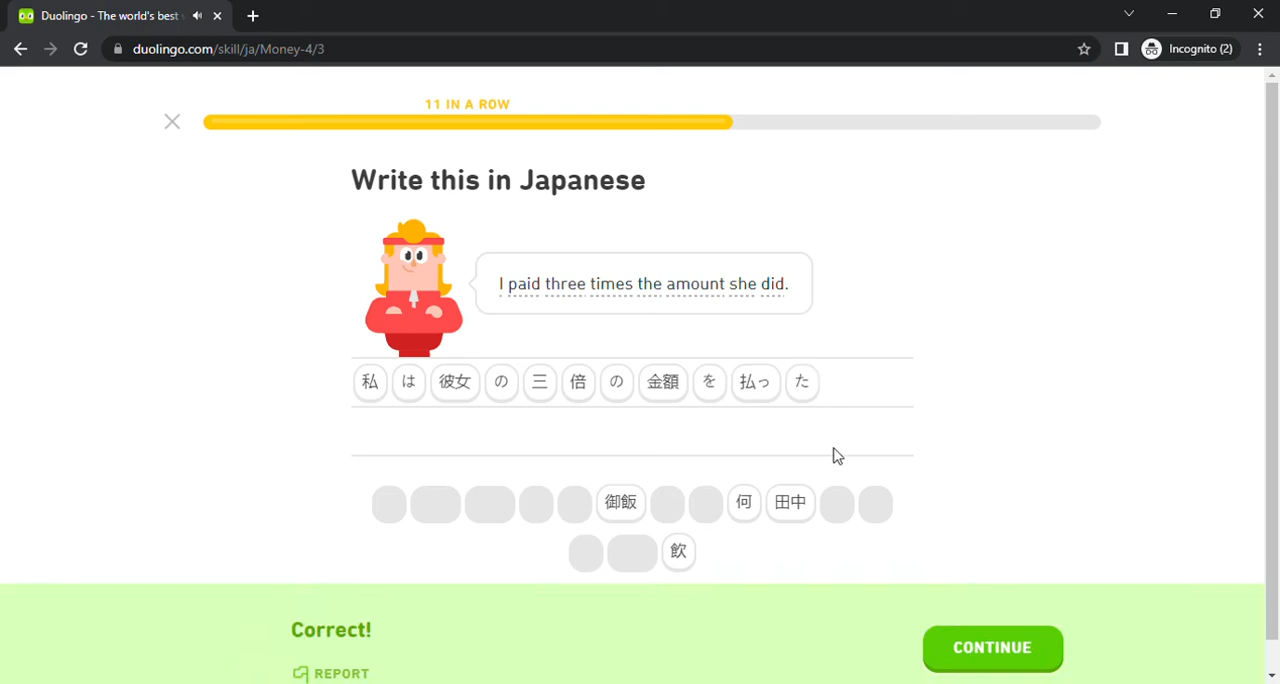 Duolingo - The world's best
duolingo.com/skill/ja/Money-4/3
Incognito (2)
11 IN A ROW
Write this in Japanese
I paid three times the amount she did.
私 は 彼女 の 三 倍 の 金額 を 払っ た
御飯 何 田中
飲
Correct!
CONTINUE
REPORT